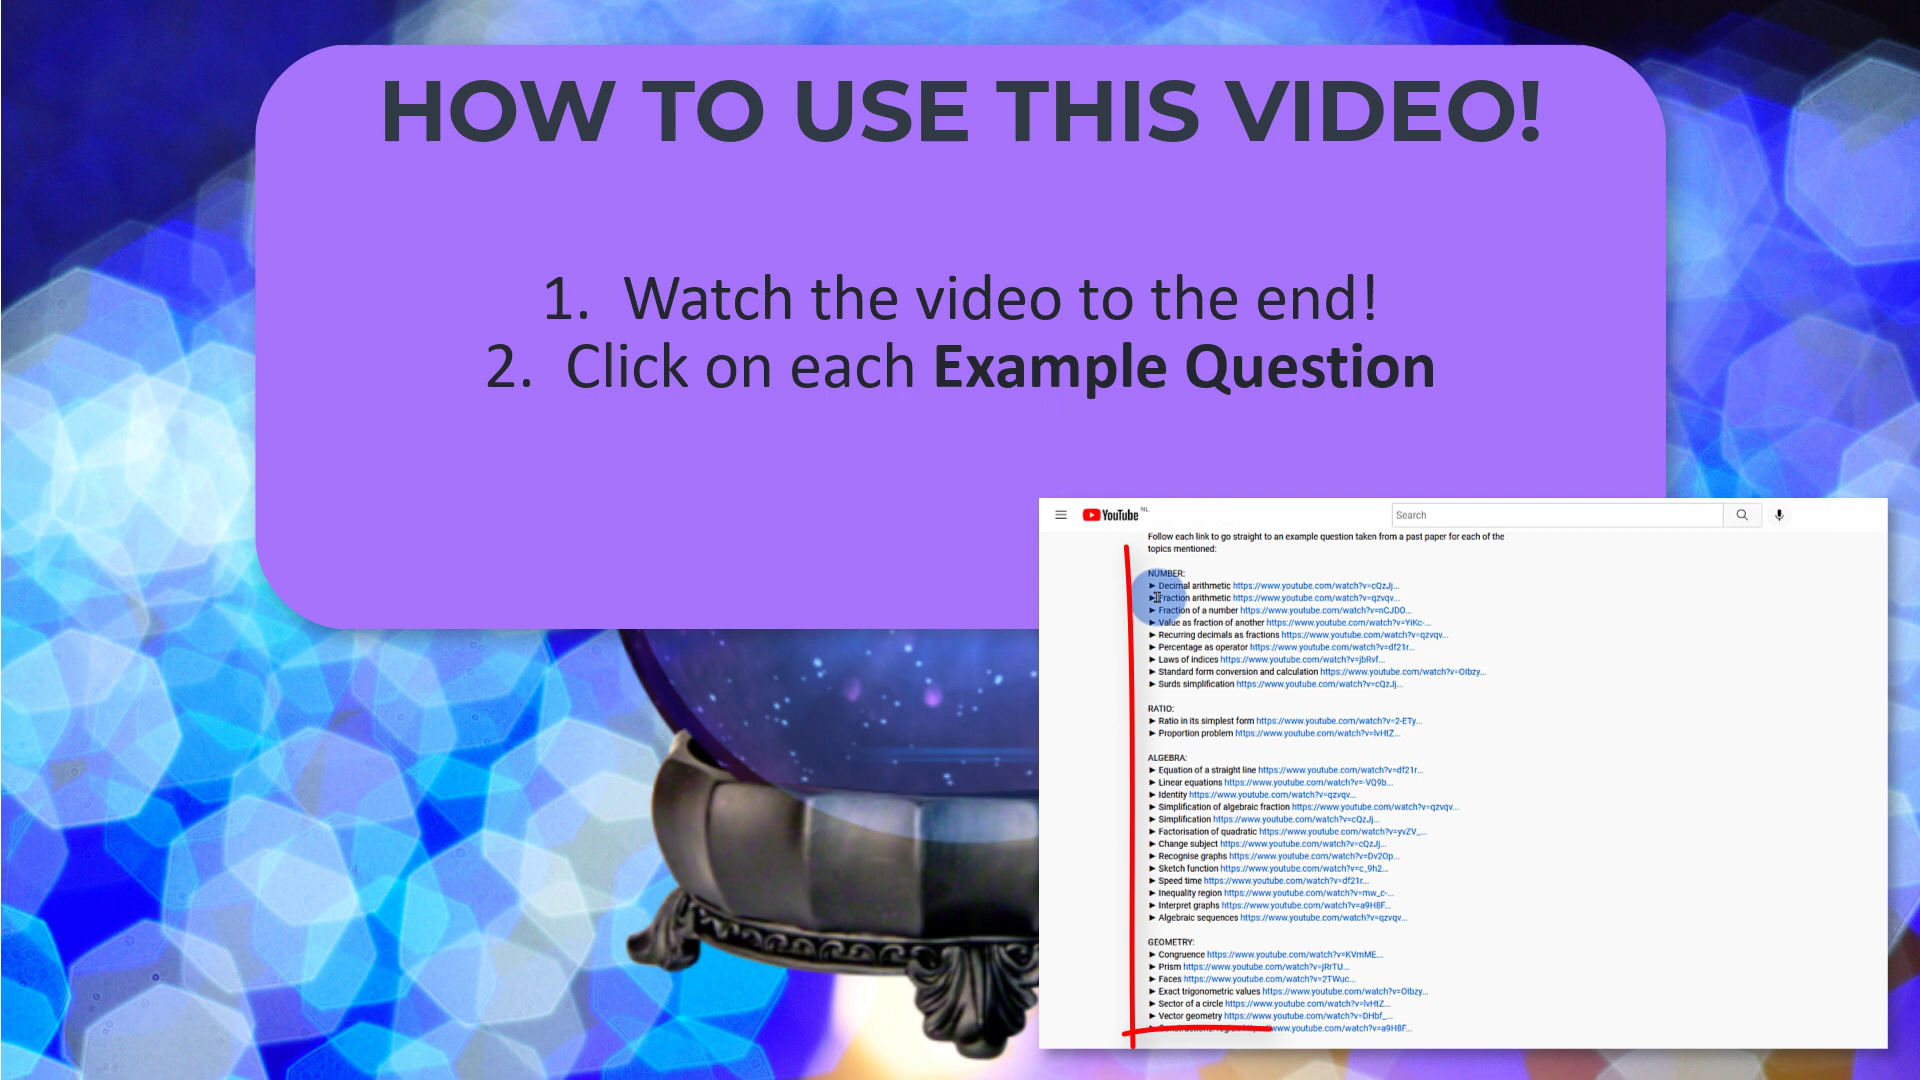 HOW TO USE THIS VIDEO!
1. Watch the video to the end!
2. Click on each Example Question
YouTube NL
Search
Follow each link to go straight to an example question taken from a past paper for each of the
topics mentioned:
NUMBER:
► Decimal arithmetic https://www.youtube.com/watch?v=cQzJj...
► Fraction arithmetic https://www.youtube.com/watch?v=qzvqv...
► Fraction of a number https://www.youtube.com/watch?v=nCJDO...
► Value as fraction of another https://www.youtube.com/watch?v=YiKc-...
► Recurring decimals as fractions https://www.youtube.com/watch?v=qzvqv...
► Percentage as operator https://www.youtube.com/watch?v=df21r...
► Laws of indices https://www.youtube.com/watch?v=jbRvf...
► Standard form conversion and calculation https://www.youtube.com/watch?v=OIbzy...
► Surds simplification https://www.youtube.com/watch?v=cQzJj...
RATIO:
► Ratio in its simplest form https://www.youtube.com/watch?v=2-ETy...
► Proportion problem https://www.youtube.com/watch?v=lvHtZ...
ALGEBRA:
► Equation of a straight line https://www.youtube.com/watch?v=df21r...
► Linear equations https://www.youtube.com/watch?v=-VQ9b...
► Identity https://www.youtube.com/watch?v=qzvqv...
► Simplification of algebraic fraction https://www.youtube.com/watch?v=qzvqv...
► Simplification https://www.youtube.com/watch?v=cQzJj...
► Factorisation of quadratic https://www.youtube.com/watch?v=yvZV_...
► Change subject https://www.youtube.com/watch?v=cQzJj...
► Recognise graphs https://www.youtube.com/watch?v=Dv2Op...
► Sketch function https://www.youtube.com/watch?v=c_9h2...
► Speed time https://www.youtube.com/watch?v=df21r...
► Inequality region https://www.youtube.com/watch?v=mw_c-...
► Interpret graphs https://www.youtube.com/watch?v=a9H8F...
► Algebraic sequences https://www.youtube.com/watch?v=qzvqv...
GEOMETRY:
► Congruence https://www.youtube.com/watch?v=KVmME...
► Prism https://www.youtube.com/watch?v=jRrTU...
► Faces https://www.youtube.com/watch?v=2TWuc...
► Exact trigonometric values https://www.youtube.com/watch?v=OIbzy...
► Sector of a circle https://www.youtube.com/watch?v=lvHtZ...
► Vector geometry https://www.youtube.com/watch?v=DHbf_...
www.youtube.com/watch?v=a9H8F...